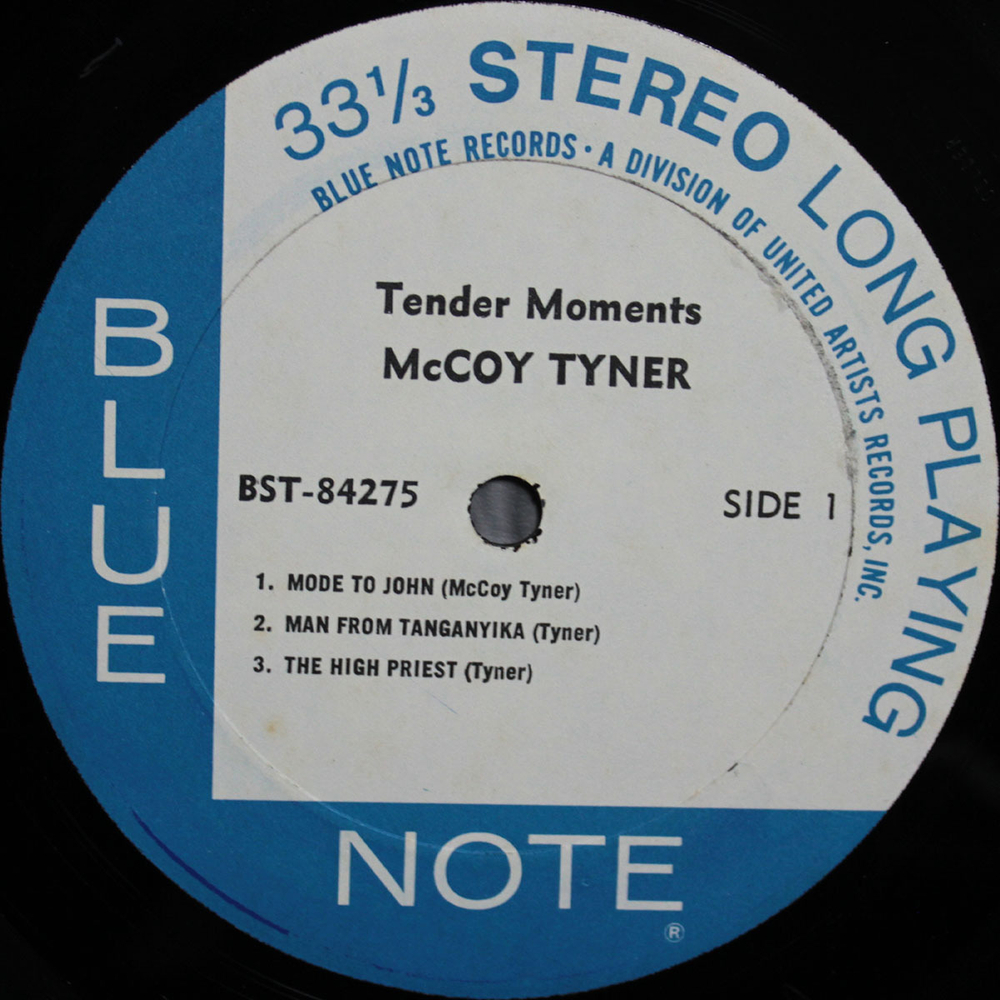 33⅓ STEREO LONG PLAYING
BLUE NOTE RECORDS · A DIVISION OF UNITED ARTISTS RECORDS, INC.
Tender Moments
McCOY TYNER
BST-84275
SIDE 1
1. MODE TO JOHN (McCoy Tyner)
2. MAN FROM TANGANYIKA (Tyner)
3. THE HIGH PRIEST (Tyner)
BLUE
NOTE
®